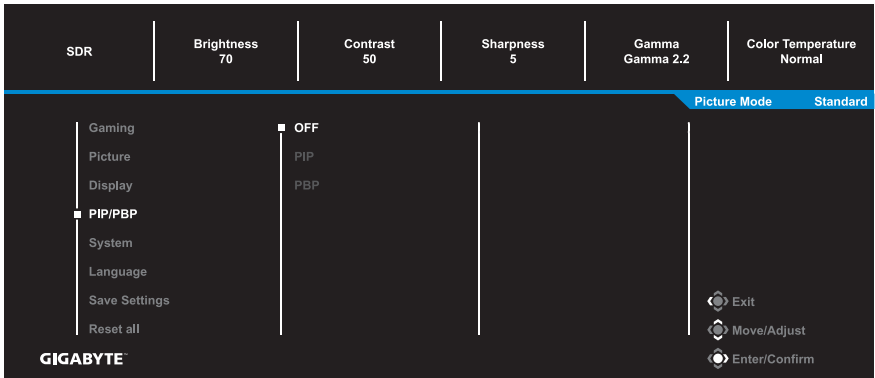 SDR
Brightness
70
Contrast
50
Sharpness
5
Gamma
Gamma 2.2
Color Temperature
Normal
Picture Mode Standard
Gaming
Picture
Display
PIP/PBP
System
Language
Save Settings
Reset all
OFF
PIP
PBP
Exit
Move/Adjust
Enter/Confirm
GIGABYTE™